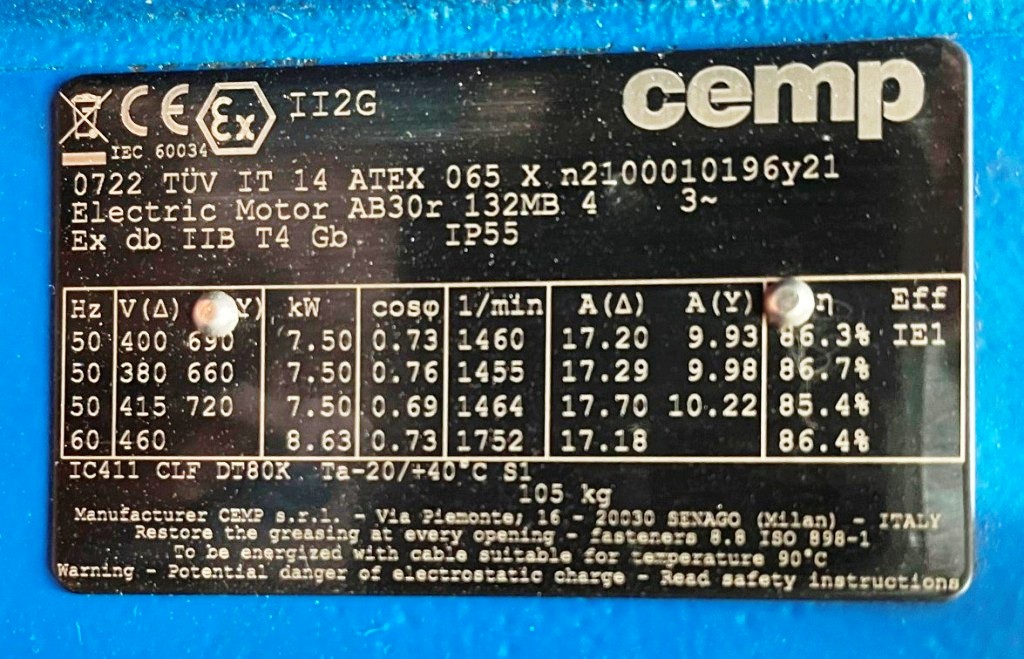 CE Ex II2G
cemp
IEC 60034
0722 TÜV IT 14 ATEX 065 X n2100010196y21
Electric Motor AB30r 132MB 4 3~
Ex db IIB T4 Gb IP55
Hz V(Δ) Y) kW cosφ 1/min A(Δ) A(Y) η Eff
50 400 690 7.50 0.73 1460 17.20 9.93 86.3% IE1
50 380 660 7.50 0.76 1455 17.29 9.98 86.7%
50 415 720 7.50 0.69 1464 17.70 10.22 85.4%
60 460 8.63 0.73 1752 17.18 86.4%
IC411 CLF DT80K Ta-20/+40°C S1
105 kg
Manufacturer CEMP s.r.l. - Via Piemonte, 16 - 20030 SENAGO (Milan) - ITALY
Restore the greasing at every opening - fasteners 8.8 ISO 898-1
To be energized with cable suitable for temperature 90°C
Warning - Potential danger of electrostatic charge - Read safety instructions